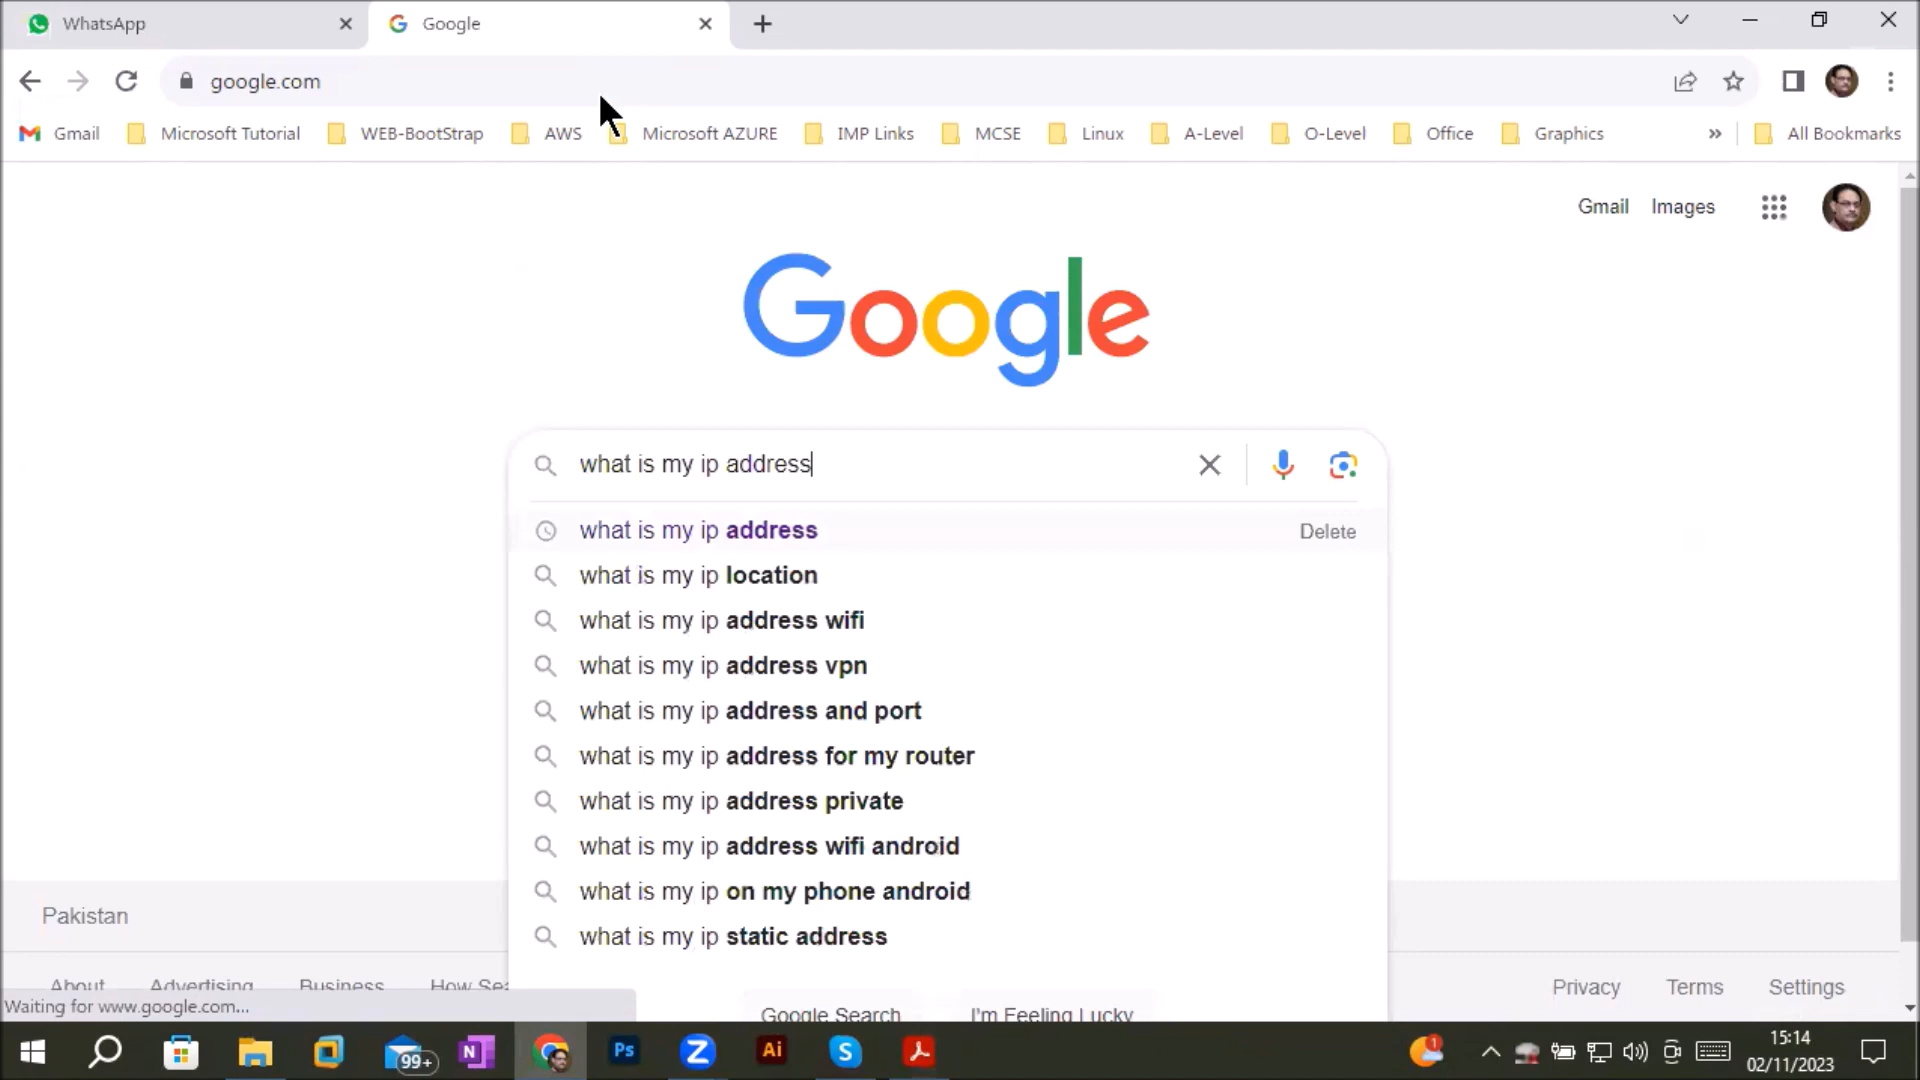 WhatsApp
Google
google.com
Gmail Microsoft Tutorial WEB-BootStrap AWS Microsoft AZURE IMP Links MCSE Linux A-Level O-Level Office Graphics » All Bookmarks
Gmail Images
Google
what is my ip address
what is my ip address Delete
what is my ip location
what is my ip address wifi
what is my ip address vpn
what is my ip address and port
what is my ip address for my router
what is my ip address private
what is my ip address wifi android
what is my ip on my phone android
what is my ip static address
Pakistan
About Advertising Business How Sea Privacy Terms Settings
Waiting for www.google.com...
Google Search I'm Feeling Lucky
99+ N Ps Z Ai S 1 15:14
02/11/2023